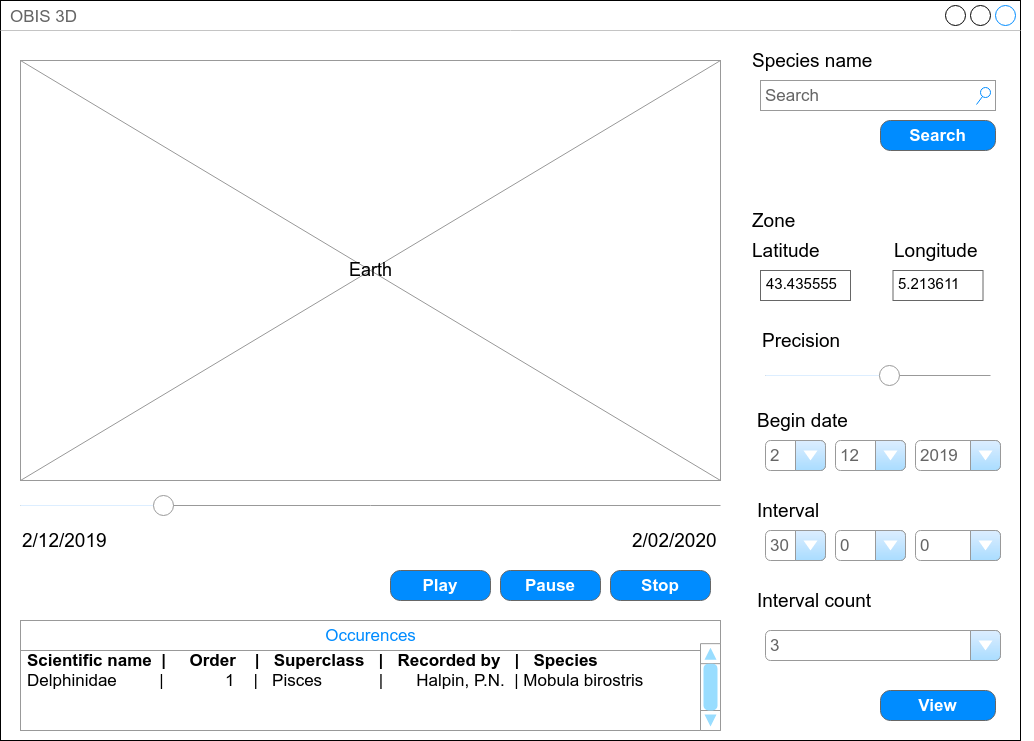 OBIS 3D
Earth
2/12/2019 2/02/2020
Play Pause Stop
Occurences
Scientific name | Order | Superclass | Recorded by | Species
Delphinidae | 1 | Pisces | Halpin, P.N. | Mobula birostris
Species name
Search
Search
Zone
Latitude Longitude
43.435555 5.213611
Precision
Begin date
2 12 2019
Interval
30 0 0
Interval count
3
View